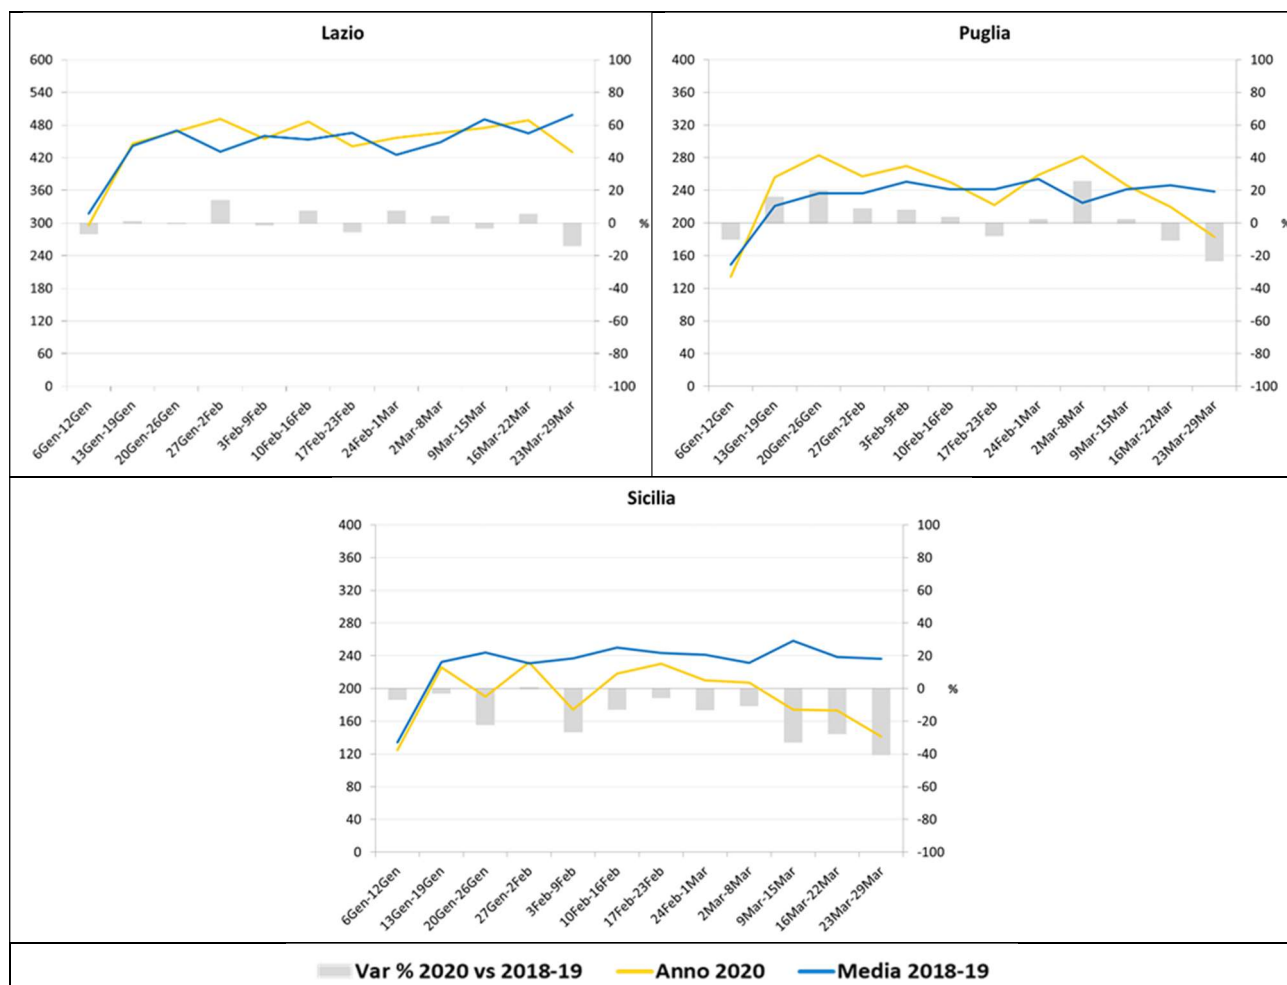 Lazio
600
540
480
420
360
300
240
180
120
60
0
100
80
60
40
20
0
-20
-40
-60
-80
-100
%
6Gen-12Gen
13Gen-19Gen
20Gen-26Gen
27Gen-2Feb
3Feb-9Feb
10Feb-16Feb
17Feb-23Feb
24Feb-1Mar
2Mar-8Mar
9Mar-15Mar
16Mar-22Mar
23Mar-29Mar
Puglia
400
360
320
280
240
200
160
120
80
40
0
100
80
60
40
20
0
-20
-40
-60
-80
-100
%
6Gen-12Gen
13Gen-19Gen
20Gen-26Gen
27Gen-2Feb
3Feb-9Feb
10Feb-16Feb
17Feb-23Feb
24Feb-1Mar
2Mar-8Mar
9Mar-15Mar
16Mar-22Mar
23Mar-29Mar
Sicilia
400
360
320
280
240
200
160
120
80
40
0
100
80
60
40
20
0
-20
-40
-60
-80
-100
%
6Gen-12Gen
13Gen-19Gen
20Gen-26Gen
27Gen-2Feb
3Feb-9Feb
10Feb-16Feb
17Feb-23Feb
24Feb-1Mar
2Mar-8Mar
9Mar-15Mar
16Mar-22Mar
23Mar-29Mar
Var % 2020 vs 2018-19 Anno 2020 Media 2018-19